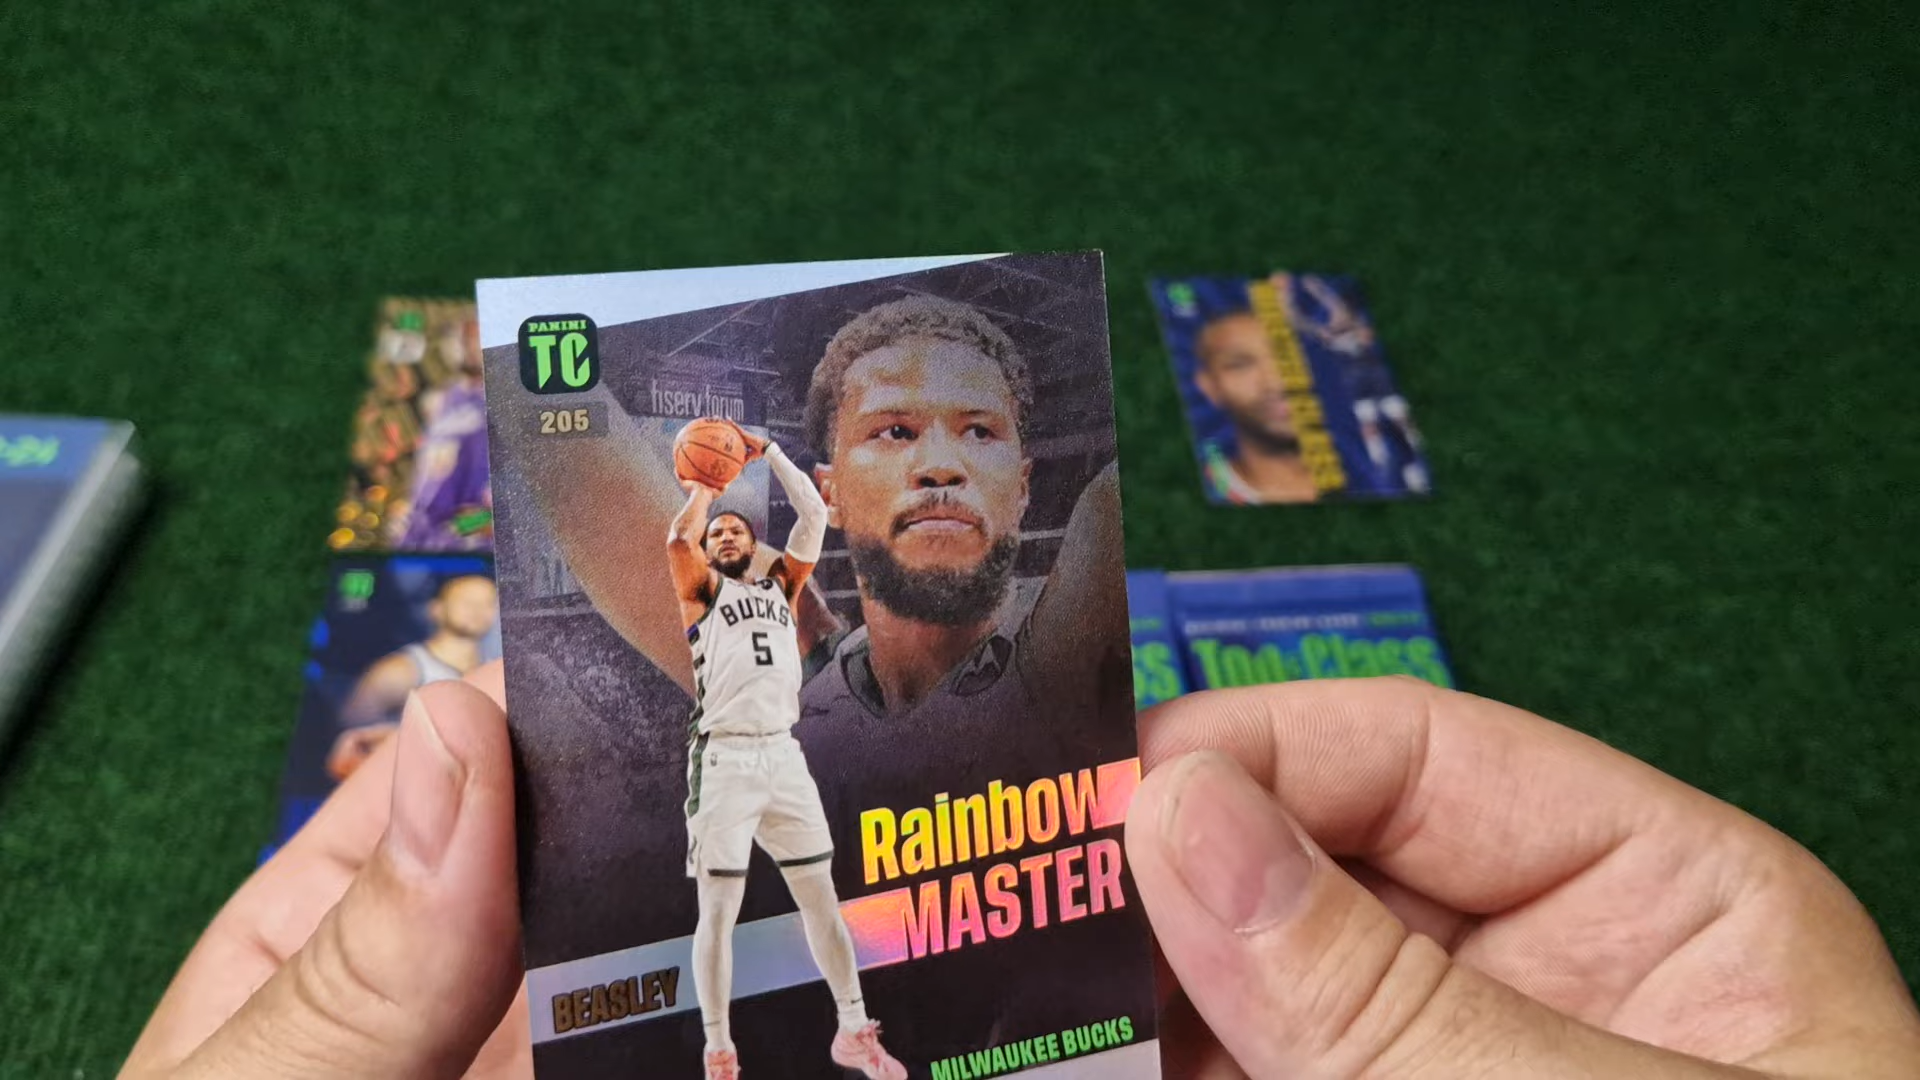 PANINI
TC
205
fiserv.forum
BUCKS
5
Rainbow
MASTER
BEASLEY
MILWAUKEE BUCKS
Top Class